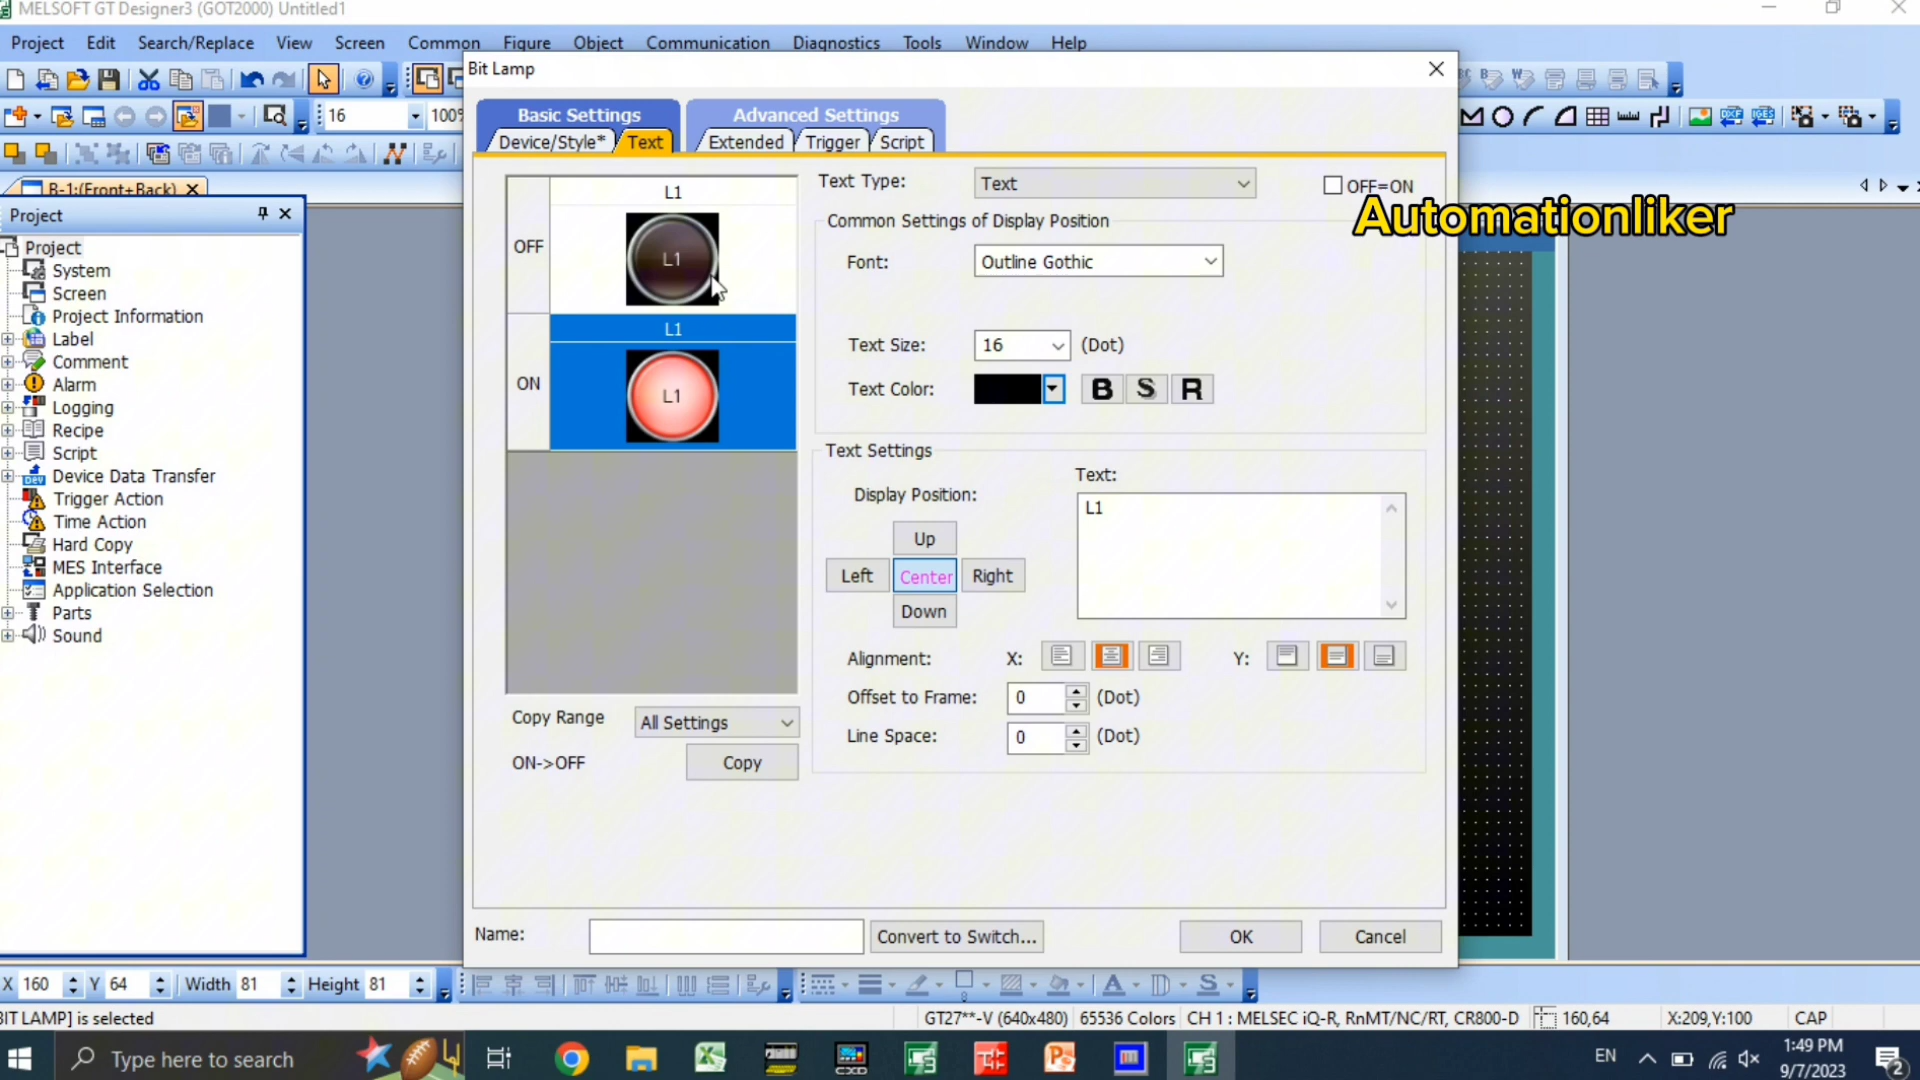 MELSOFT GT Designer3 (GOT2000) Untitled1
Project Edit Search/Replace View Screen Common Figure Object Communication Diagnostics Tools Window Help
16 100%
B-1:(Front+Back)
Project
Project
System
Screen
Project Information
Label
Comment
Alarm
Logging
Recipe
Script
Device Data Transfer
Trigger Action
Time Action
Hard Copy
MES Interface
Application Selection
Parts
Sound
Bit Lamp
Basic Settings Advanced Settings
Device/Style* Text Extended Trigger Script
L1
OFF
L1
L1
ON
L1
Copy Range All Settings
ON->OFF Copy
Text Type: Text OFF=ON
Automationliker
Common Settings of Display Position
Font: Outline Gothic
Text Size: 16 (Dot)
Text Color: B S R
Text Settings
Display Position:
Up
Left Center Right
Down
Text:
L1
Alignment: X: Y:
Offset to Frame: 0 (Dot)
Line Space: 0 (Dot)
Name: Convert to Switch... OK Cancel
X 160 Y 64 Width 81 Height 81
BIT LAMP] is selected
GT27**-V (640x480) 65536 Colors CH 1 : MELSEC iQ-R, RnMT/NC/RT, CR800-D 160,64 X:209,Y:100 CAP
Type here to search
CXD
EN
1:49 PM
9/7/2023
2